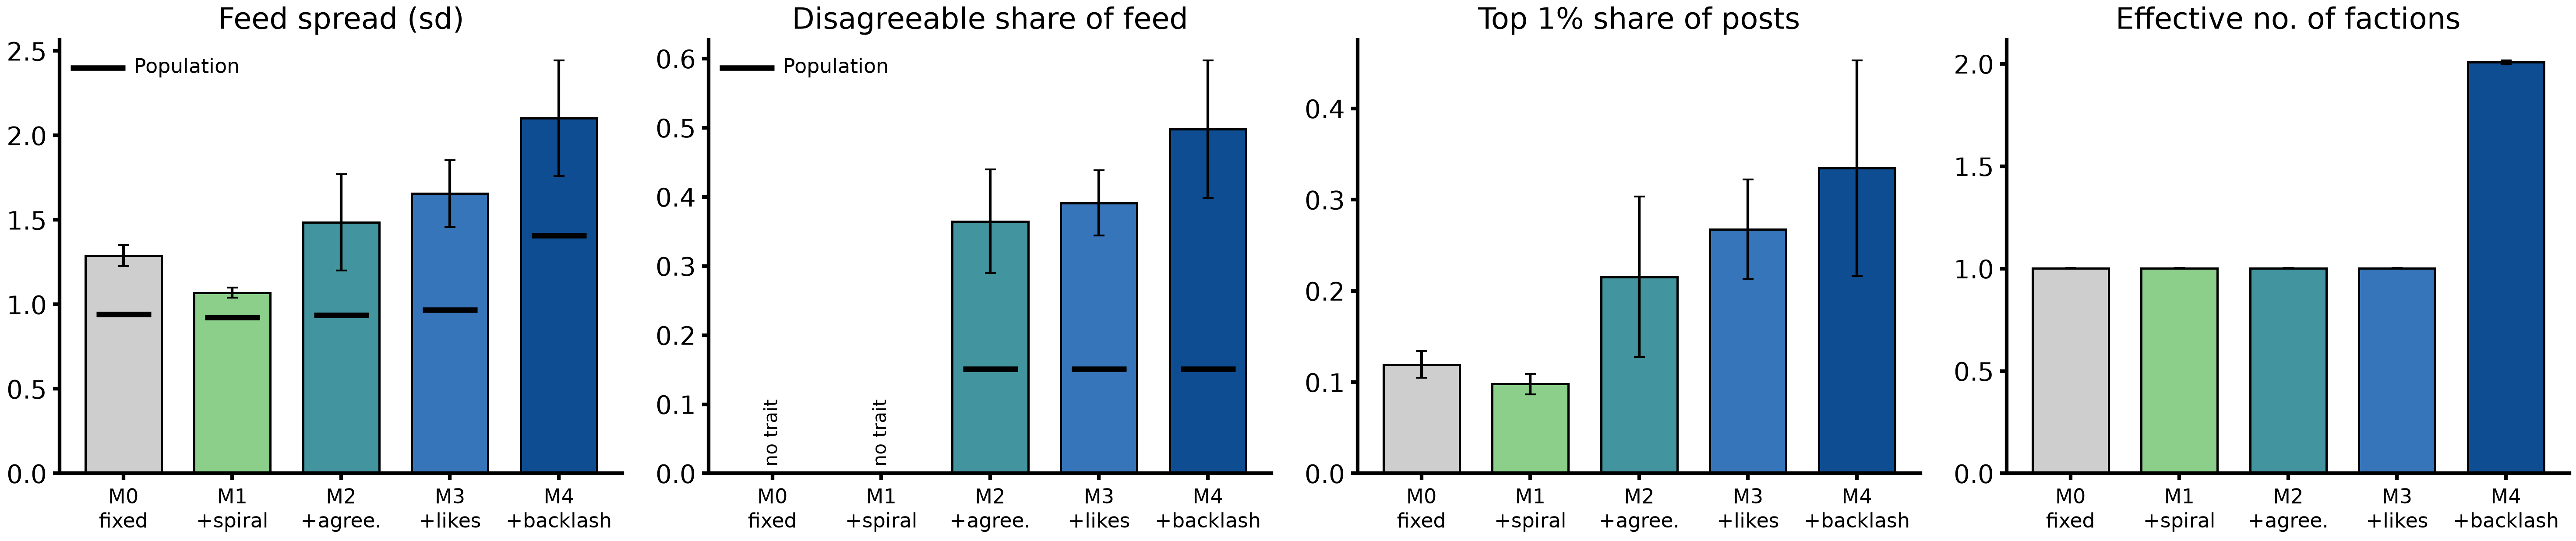 Feed spread (sd)
2.5
2.0
1.5
1.0
0.5
0.0
Population
M0
fixed
M1
+spiral
M2
+agree.
M3
+likes
M4
+backlash
Disagreeable share of feed
0.6
0.5
0.4
0.3
0.2
0.1
0.0
Population
no trait
no trait
M0
fixed
M1
+spiral
M2
+agree.
M3
+likes
M4
+backlash
Top 1% share of posts
0.4
0.3
0.2
0.1
0.0
M0
fixed
M1
+spiral
M2
+agree.
M3
+likes
M4
+backlash
Effective no. of factions
2.0
1.5
1.0
0.5
0.0
M0
fixed
M1
+spiral
M2
+agree.
M3
+likes
M4
+backlash